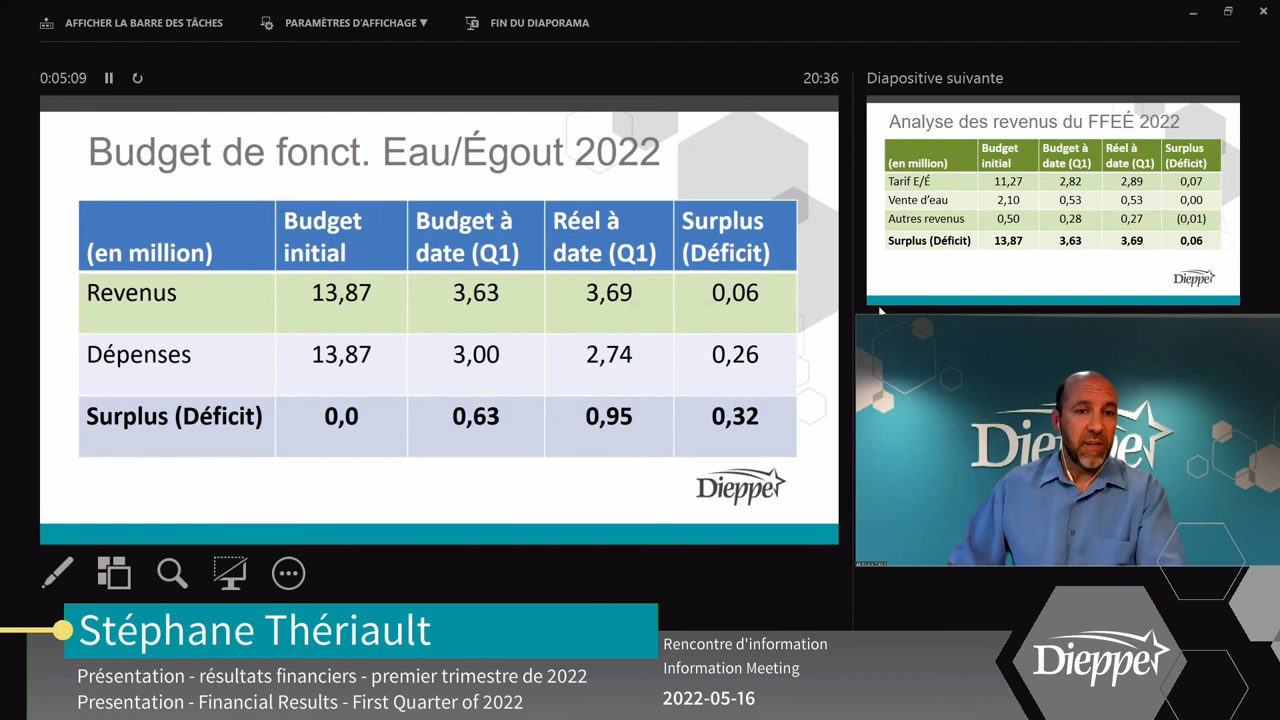 AFFICHER LA BARRE DES TÂCHES PARAMÈTRES D'AFFICHAGE ▼ FIN DU DIAPORAMA
0:05:09 20:36
Budget de fonct. Eau/Égout 2022
(en million) Budget initial Budget à date (Q1) Réel à date (Q1) Surplus (Déficit)
Revenus 13,87 3,63 3,69 0,06
Dépenses 13,87 3,00 2,74 0,26
Surplus (Déficit) 0,0 0,63 0,95 0,32
Dieppe
Diapositive suivante
Analyse des revenus du FFEÉ 2022
(en million) Budget initial Budget à date (Q1) Réel à date (Q1) Surplus (Déficit)
Tarif E/É 11,27 2,82 2,89 0,07
Vente d'eau 2,10 0,53 0,53 0,00
Autres revenus 0,50 0,28 0,27 (0,01)
Surplus (Déficit) 13,87 3,63 3,69 0,06
Dieppe
Dieppe
Stéphane Thériault
Présentation - résultats financiers - premier trimestre de 2022
Presentation - Financial Results - First Quarter of 2022
Rencontre d'information
Information Meeting
2022-05-16
Dieppe